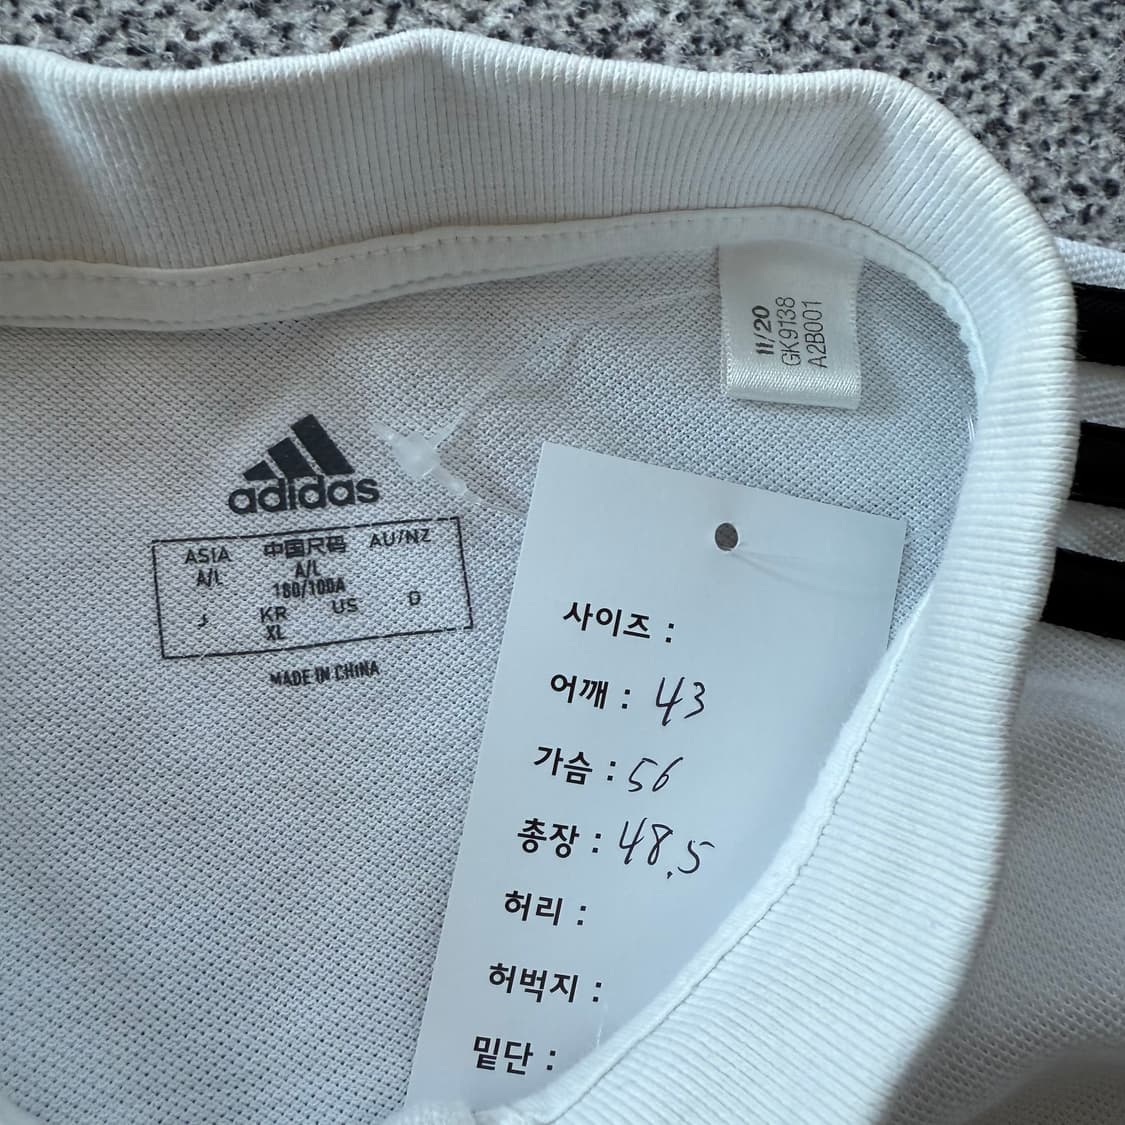 11/20
GK9138
A2B001
adidas
ASIA 中国尺码 AU/NZ
A/L A/L
180/100A
J KR US O
XL
MADE IN CHINA
사이즈 :
어깨 : 43
가슴 : 56
총장 : 48.5
허리 :
허벅지 :
밑단 :